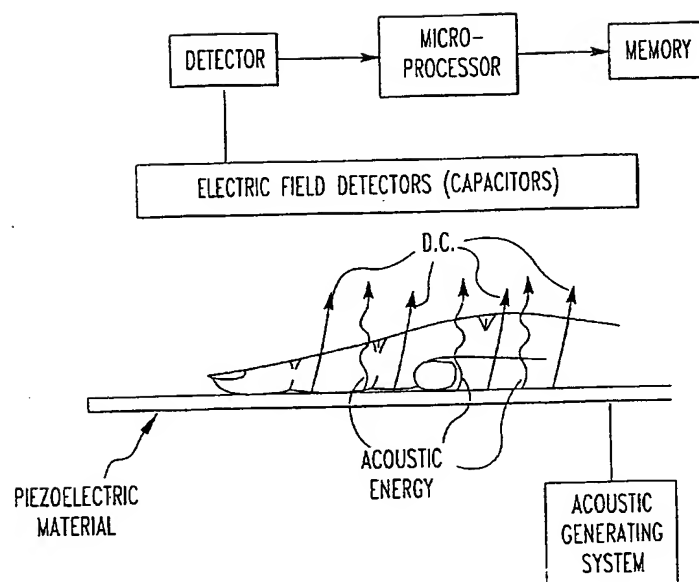 DETECTOR
MICRO-
PROCESSOR
MEMORY
ELECTRIC FIELD DETECTORS (CAPACITORS)
D.C.
ACOUSTIC
ENERGY
PIEZOELECTRIC
MATERIAL
ACOUSTIC
GENERATING
SYSTEM